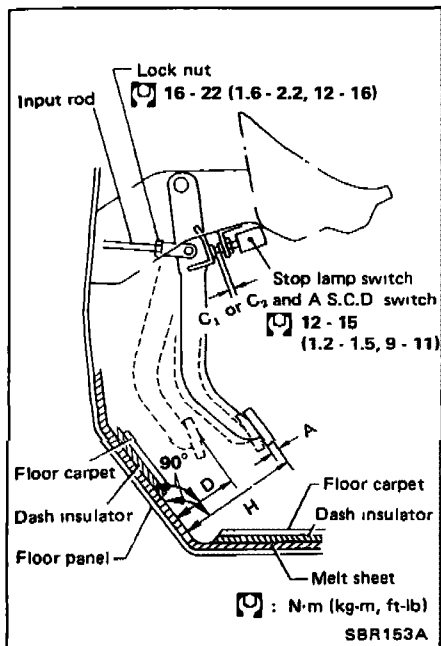 Lock nut
16 - 22 (1.6 - 2.2, 12 - 16)
Input rod
Stop lamp switch
C₁ or C₂ and A S.C.D switch
12 - 15
(1.2 - 1.5, 9 - 11)
A
90°
D
H
Floor carpet
Dash insulator
Floor panel
Floor carpet
Dash insulator
Melt sheet
: N·m (kg-m, ft-lb)
SBR153A